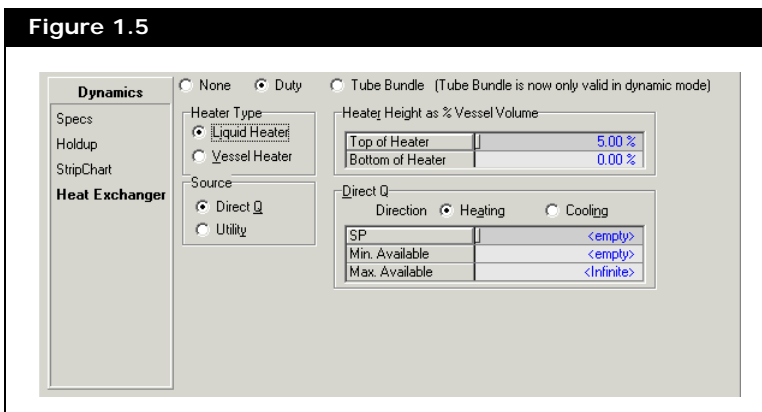 Figure 1.5
Dynamics
Specs
Holdup
StripChart
Heat Exchanger
None Duty Tube Bundle (Tube Bundle is now only valid in dynamic mode)
Heater Type
Liquid Heater
Vessel Heater
Source
Direct Q
Utility
Heater Height as % Vessel Volume
Top of Heater 5.00 %
Bottom of Heater 0.00 %
Direct Q
Direction Heating Cooling
SP <empty>
Min. Available <empty>
Max. Available <Infinite>